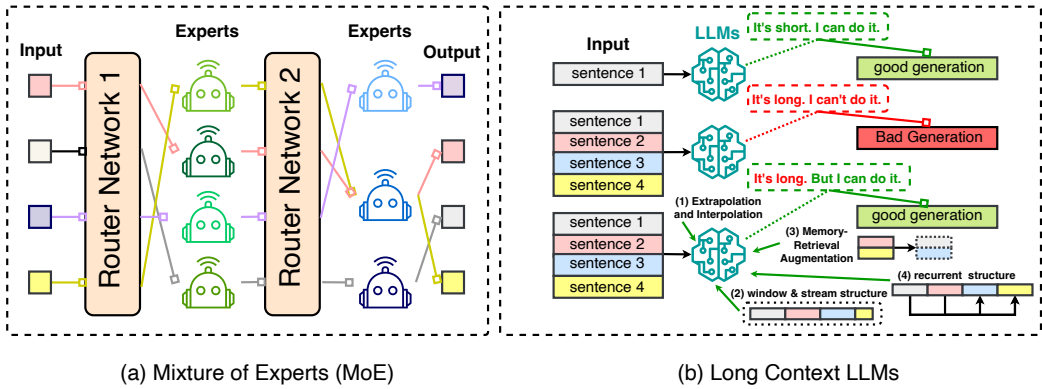 Input
Router Network 1
Experts
Router Network 2
Experts
Output
(a) Mixture of Experts (MoE)
Input
LLMs
It's short. I can do it.
sentence 1
good generation
It's long. I can't do it.
sentence 1
sentence 2
sentence 3
sentence 4
Bad Generation
It's long. But I can do it.
(1) Extrapolation
and Interpolation
sentence 1
sentence 2
sentence 3
sentence 4
good generation
(3) Memory-
Retrieval
Augmentation
(4) recurrent structure
(2) window & stream structure
(b) Long Context LLMs